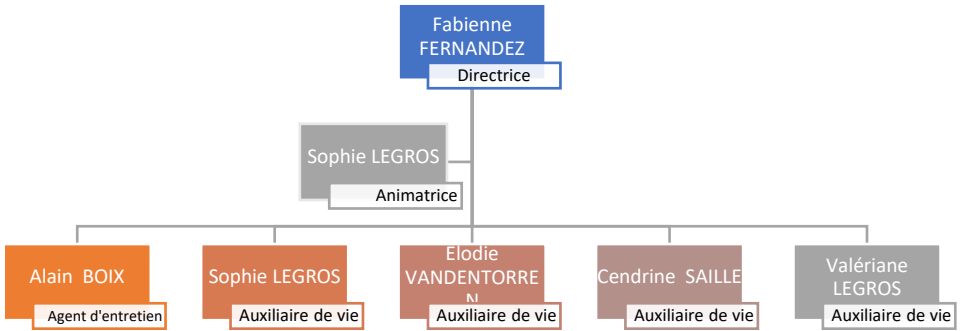 Fabienne
FERNANDEZ
Directrice
Sophie LEGROS
Animatrice
Alain BOIX
Agent d'entretien
Sophie LEGROS
Auxiliaire de vie
Elodie
VANDENTORRE
N
Auxiliaire de vie
Cendrine SAILLE
Auxiliaire de vie
Valériane
LEGROS
Auxiliaire de vie